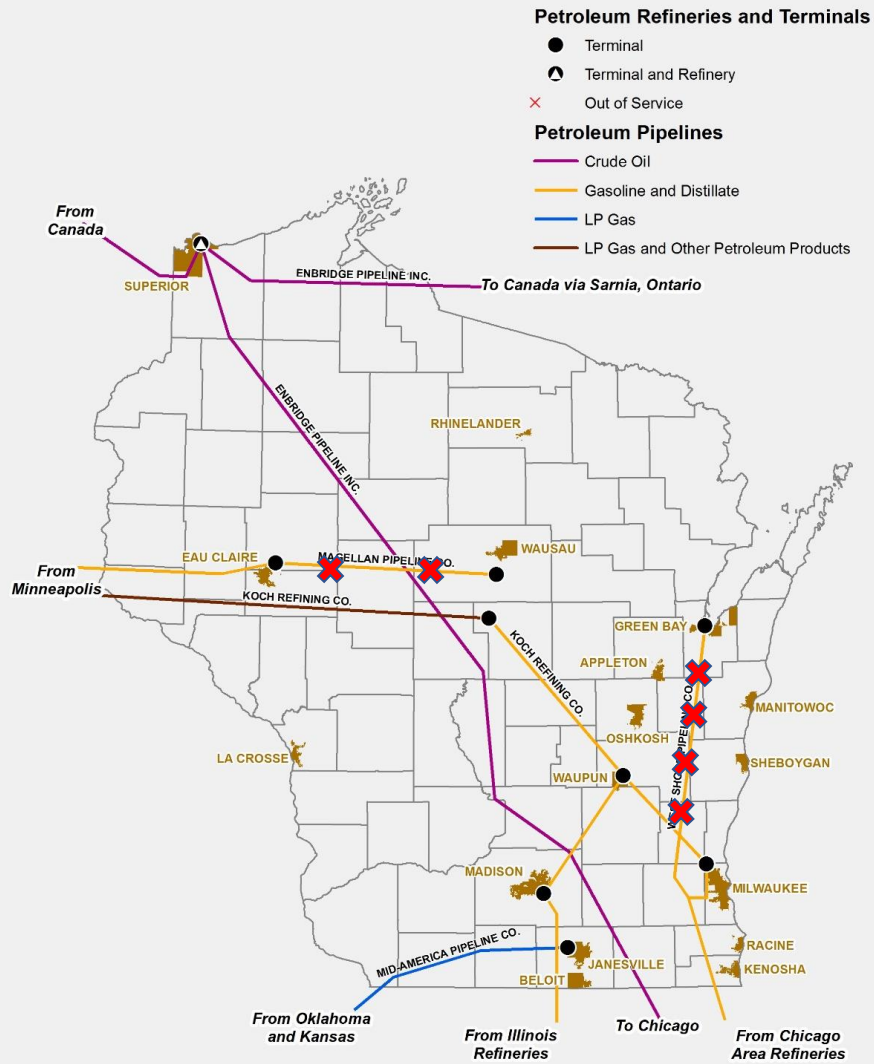 Petroleum Refineries and Terminals
Terminal
Terminal and Refinery
Out of Service
Petroleum Pipelines
Crude Oil
Gasoline and Distillate
LP Gas
LP Gas and Other Petroleum Products
From
Canada
SUPERIOR
ENBRIDGE PIPELINE INC.
To Canada via Sarnia, Ontario
ENBRIDGE PIPELINE INC.
RHINELANDER
EAU CLAIRE
MAGELLAN PIPELINE CO.
WAUSAU
From
Minneapolis
KOCH REFINING CO.
GREEN BAY
KOCH REFINING CO.
APPLETON
MANITOWOC
OSHKOSH
PIPELINE CO.
LA CROSSE
SHEBOYGAN
WAUPUN
MADISON
MILWAUKEE
MID-AMERICA PIPELINE CO.
RACINE
JANESVILLE
KENOSHA
BELOIT
From Oklahoma
and Kansas
From Illinois
Refineries
To Chicago
From Chicago
Area Refineries